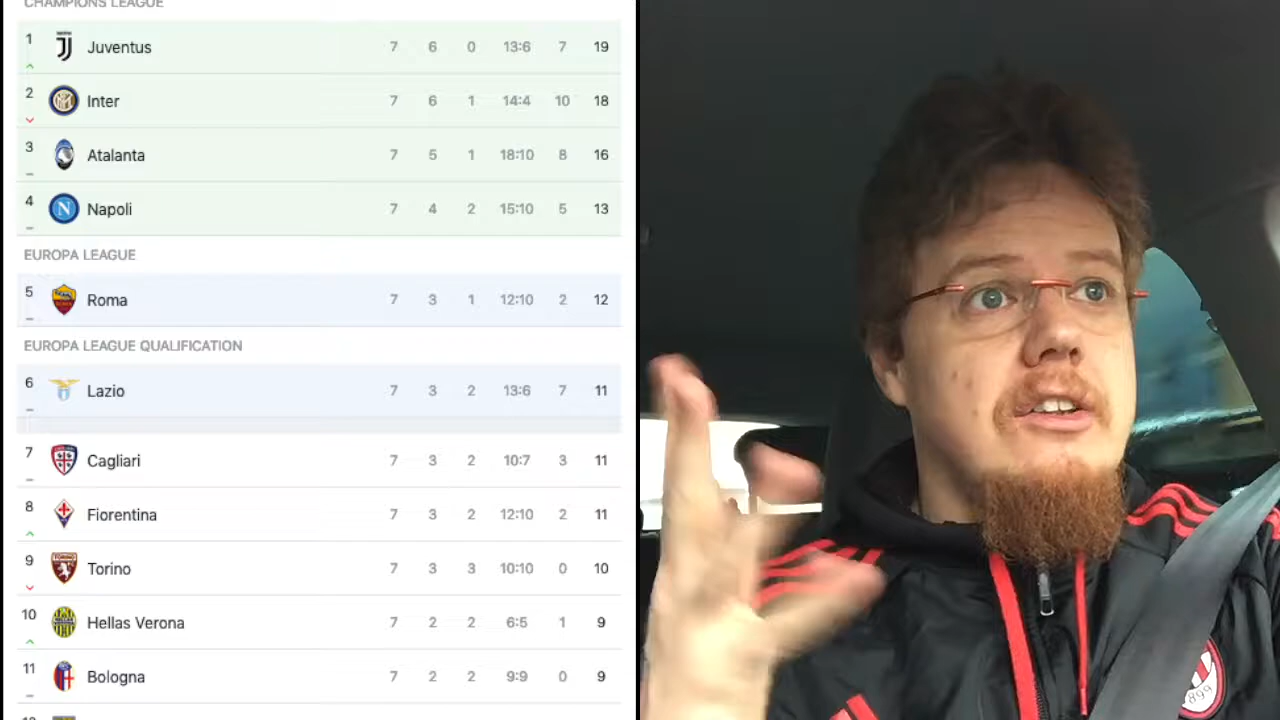 CHAMPIONS LEAGUE
1 Juventus 7 6 0 13:6 7 19
2 Inter 7 6 1 14:4 10 18
3 Atalanta 7 5 1 18:10 8 16
4 Napoli 7 4 2 15:10 5 13
EUROPA LEAGUE
5 Roma 7 3 1 12:10 2 12
EUROPA LEAGUE QUALIFICATION
6 Lazio 7 3 2 13:6 7 11
7 Cagliari 7 3 2 10:7 3 11
8 Fiorentina 7 3 2 12:10 2 11
9 Torino 7 3 3 10:10 0 10
10 Hellas Verona 7 2 2 6:5 1 9
11 Bologna 7 2 2 9:9 0 9
899